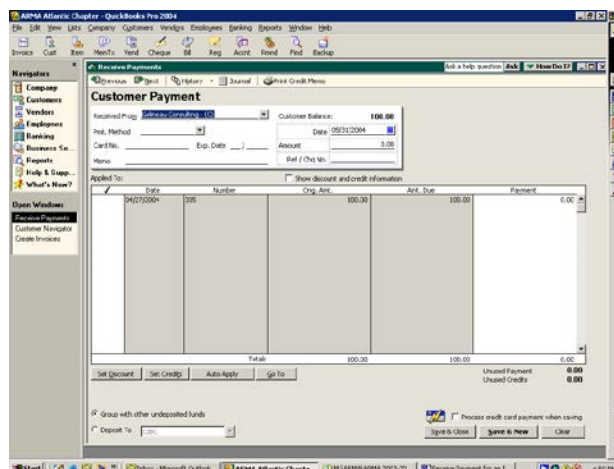 ARMA Atlantic Chapter - QuickBooks Pro 2004
File Edit View Lists Company Customers Vendors Employees Banking Reports Window Help
Invoice Cust Item MemTx Vend Cheque Bill Reg Accnt Rmnd Find Backup
Navigators
Company
Customers
Vendors
Employees
Banking
Business Se...
Reports
Help & Supp...
What's New?
Open Windows
Receive Payments
Customer Navigator
Create Invoices
Receive Payments
Ask a help question Ask How Do I?
Previous Next History Journal Print Credit Memo
Customer Payment
Received From Gelineau Consulting - (C) Customer Balance: 100.00
Pmt. Method Date 05/31/2004
Card No. Exp. Date / Amount 0.00
Memo Ref / Chq No.
Applied To: Show discount and credit information
Date Number Orig. Amt. Amt. Due Payment
04/27/2004 335 100.00 100.00 0.00
Totals 100.00 100.00 0.00
Set Discount Set Credits Auto Apply Go To
Unused Payment 0.00
Unused Credits 0.00
Group with other undeposited funds
Deposit To
Process credit card payment when saving
Save & Close Save & New Clear
Start Inbox - Microsoft Outlook ARMA Atlantic Chapte...